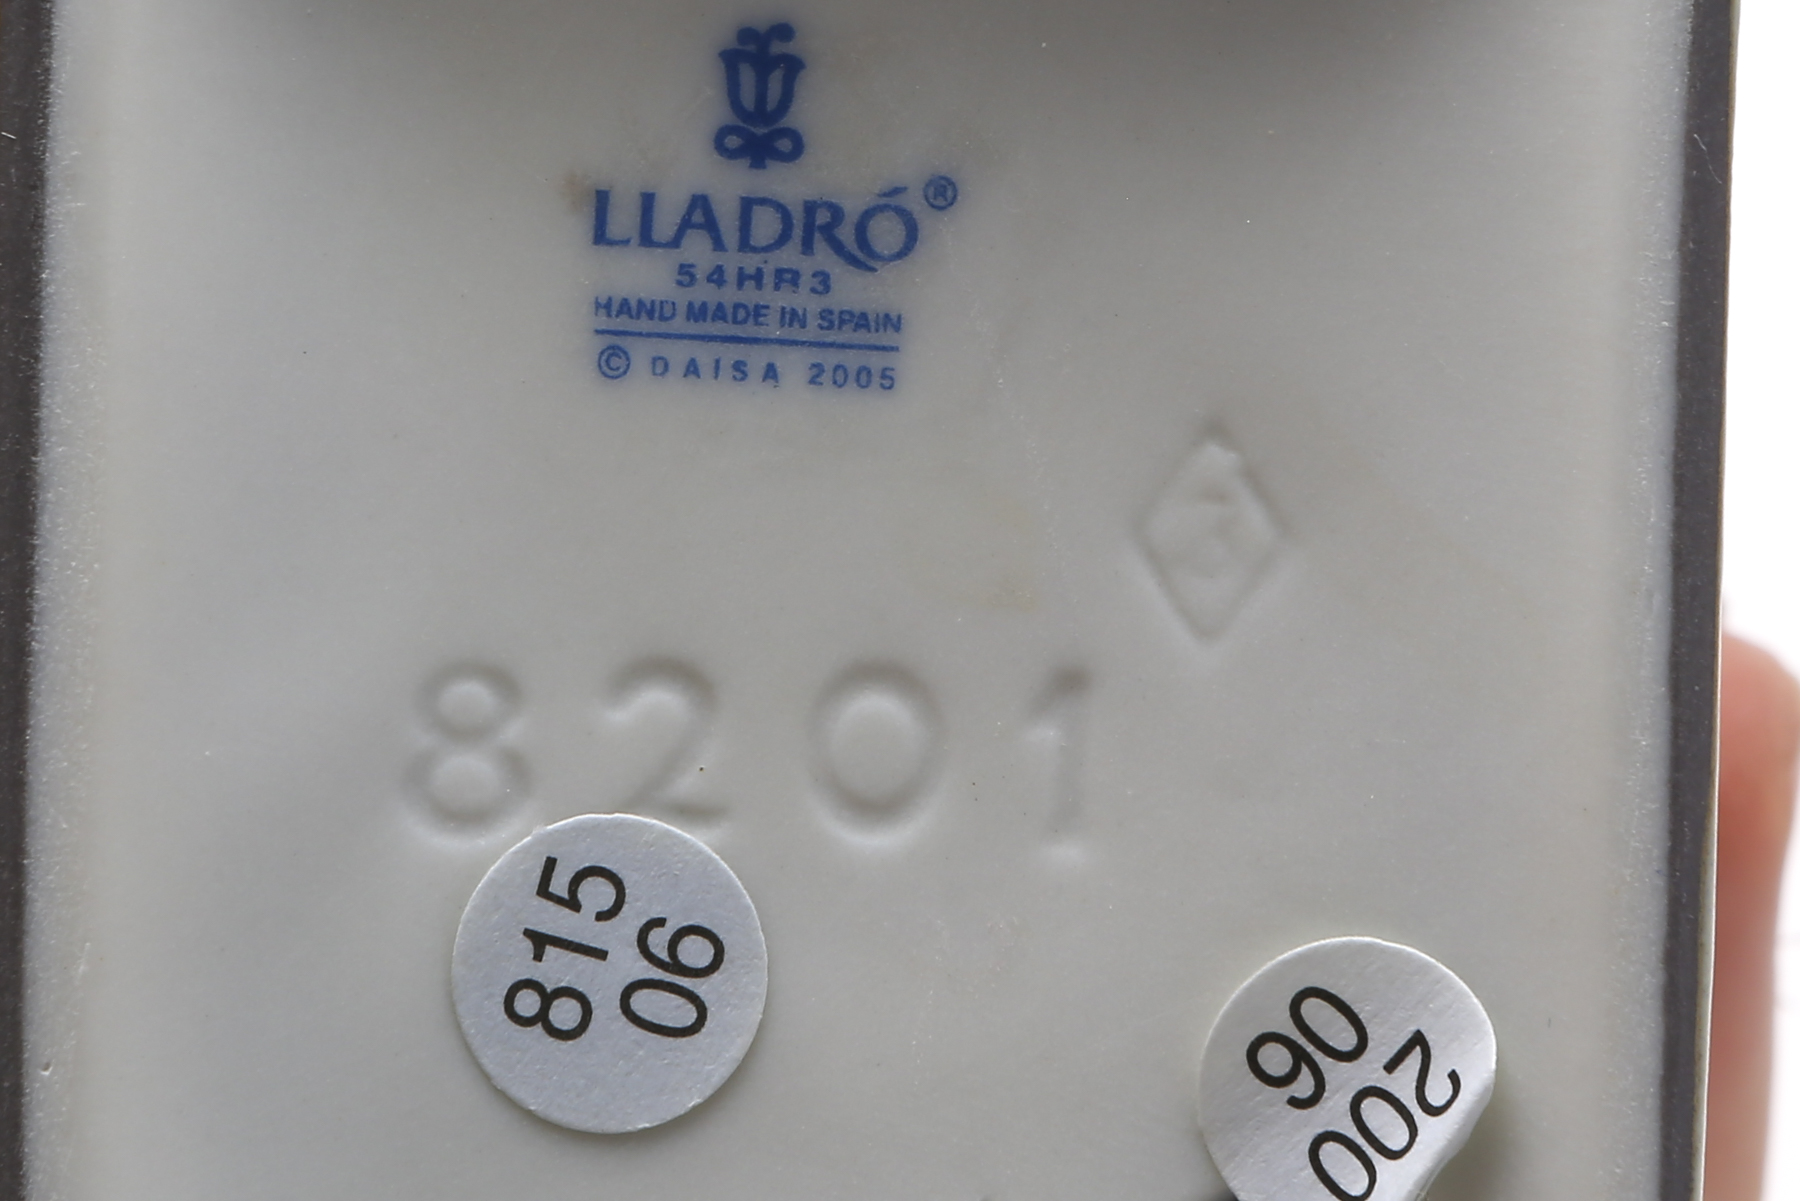 LLADRÓ®
54HR3
HAND MADE IN SPAIN
© DAISA 2005
8201
815
06
200
06